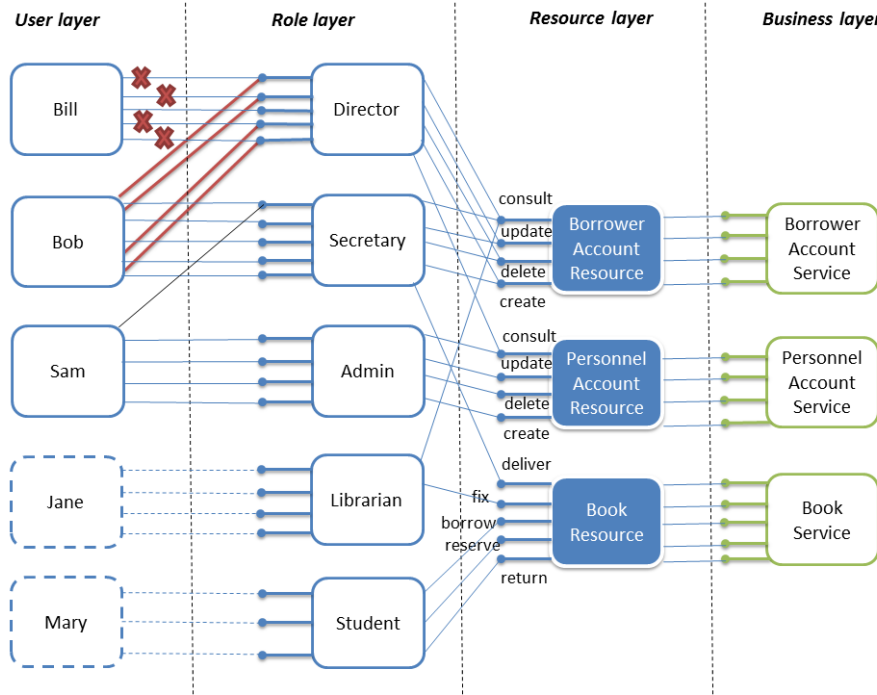 User layer
Role layer
Resource layer
Business layer
Bill
Director
Bob
Secretary
consult
update
delete
create
Borrower
Account
Resource
Borrower
Account
Service
Sam
Admin
consult
update
delete
create
Personnel
Account
Resource
Personnel
Account
Service
Jane
Librarian
deliver
fix
borrow
reserve
return
Book
Resource
Book
Service
Mary
Student